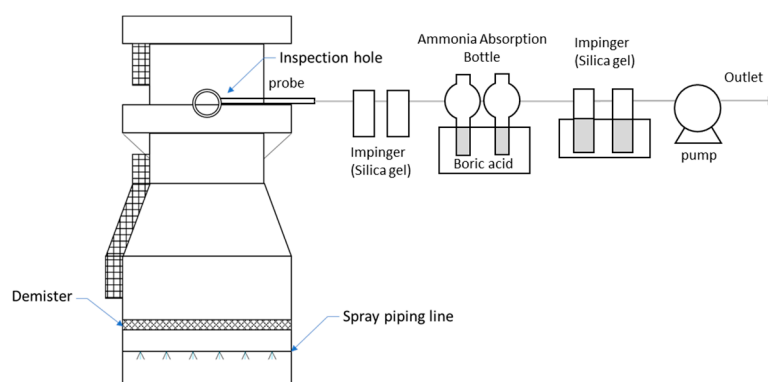 Inspection hole
probe
Impinger
(Silica gel)
Ammonia Absorption
Bottle
Boric acid
Impinger
(Silica gel)
pump
Outlet
Demister
Spray piping line